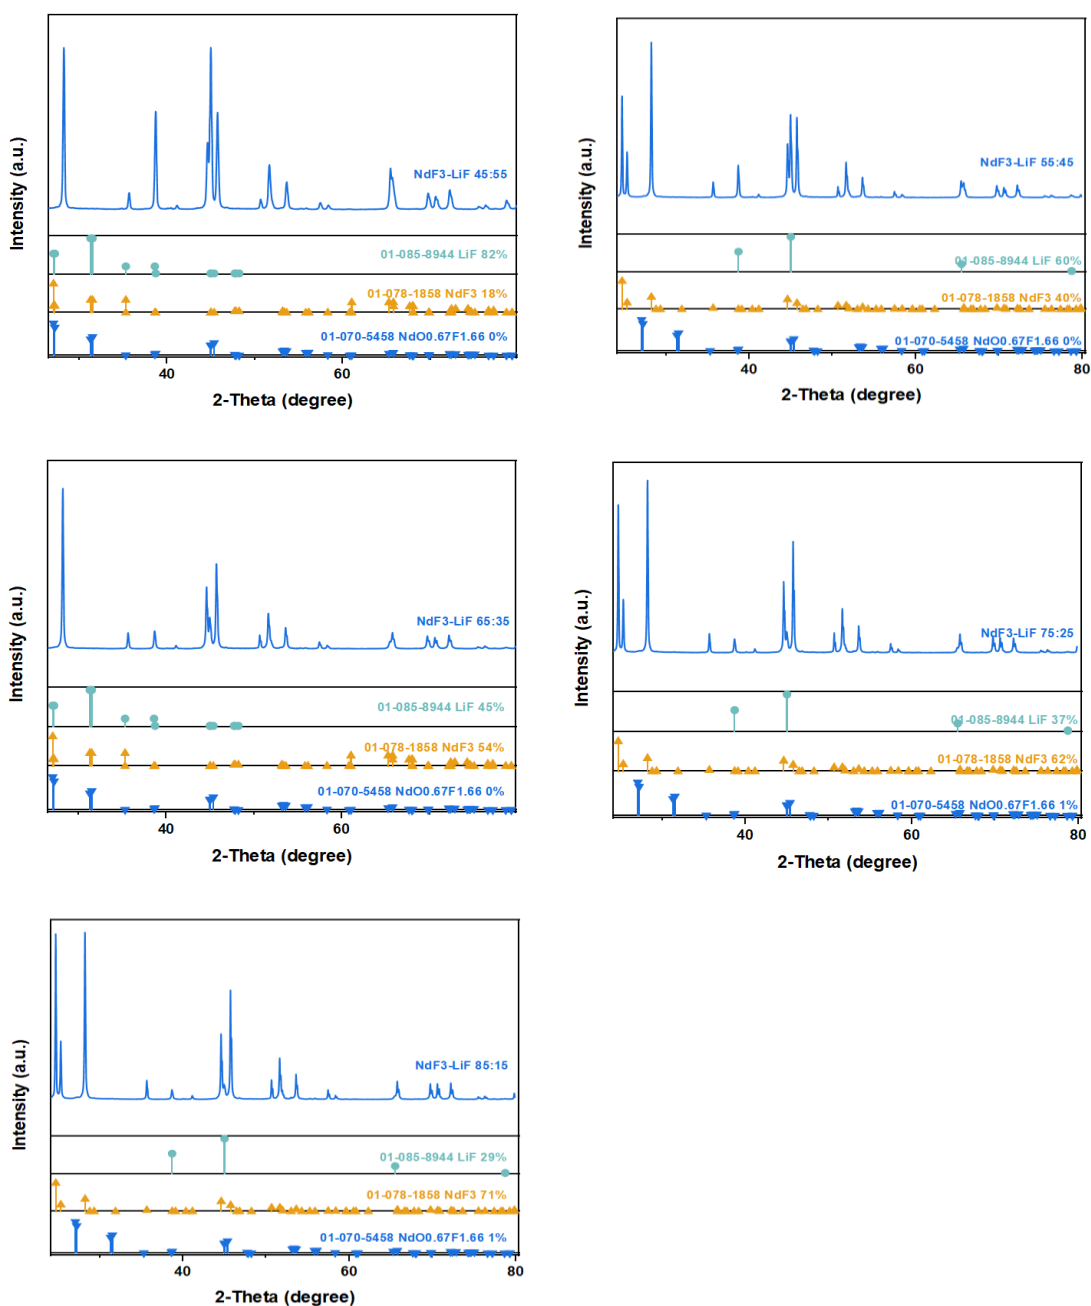 Intensity (a.u.)
NdF3-LiF 45:55
01-085-8944 LiF 82%
01-078-1858 NdF3 18%
01-070-5458 NdO0.67F1.66 0%
40 60
2-Theta (degree)
Intensity (a.u.)
NdF3-LiF 55:45
01-085-8944 LiF 60%
01-078-1858 NdF3 40%
01-070-5458 NdO0.67F1.66 0%
40 60 80
2-Theta (degree)
Intensity (a.u.)
NdF3-LiF 65:35
01-085-8944 LiF 45%
01-078-1858 NdF3 54%
01-070-5458 NdO0.67F1.66 0%
40 60
2-Theta (degree)
Intensity (a.u.)
NdF3-LiF 75:25
01-085-8944 LiF 37%
01-078-1858 NdF3 62%
01-070-5458 NdO0.67F1.66 1%
40 60 80
2-Theta (degree)
Intensity (a.u.)
NdF3-LiF 85:15
01-085-8944 LiF 29%
01-078-1858 NdF3 71%
01-070-5458 NdO0.67F1.66 1%
40 60 80
2-Theta (degree)